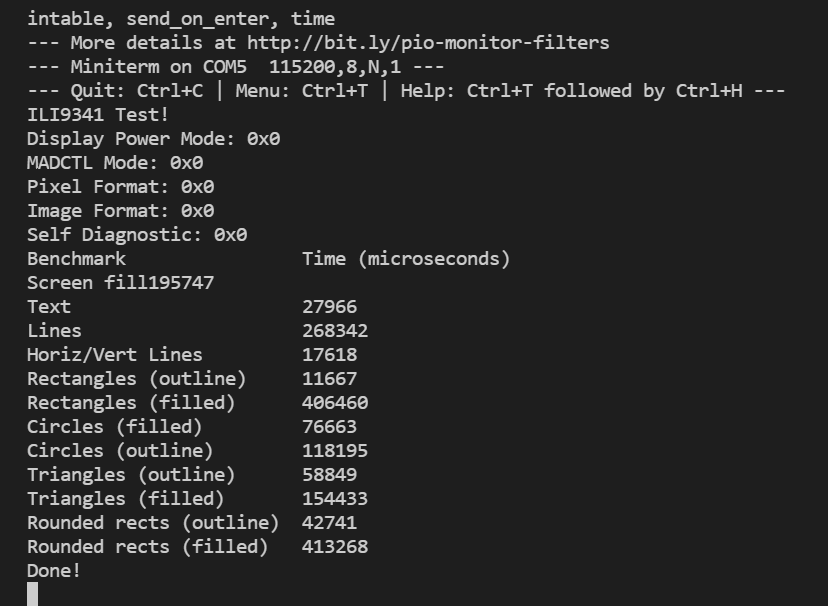 intable, send_on_enter, time
--- More details at http://bit.ly/pio-monitor-filters
--- Miniterm on COM5  115200,8,N,1 ---
--- Quit: Ctrl+C | Menu: Ctrl+T | Help: Ctrl+T followed by Ctrl+H ---
ILI9341 Test!
Display Power Mode: 0x0
MADCTL Mode: 0x0
Pixel Format: 0x0
Image Format: 0x0
Self Diagnostic: 0x0
Benchmark                Time (microseconds)
Screen fill195747
Text                     27966
Lines                    268342
Horiz/Vert Lines         17618
Rectangles (outline)     11667
Rectangles (filled)      406460
Circles (filled)         76663
Circles (outline)        118195
Triangles (outline)      58849
Triangles (filled)       154433
Rounded rects (outline)  42741
Rounded rects (filled)   413268
Done!